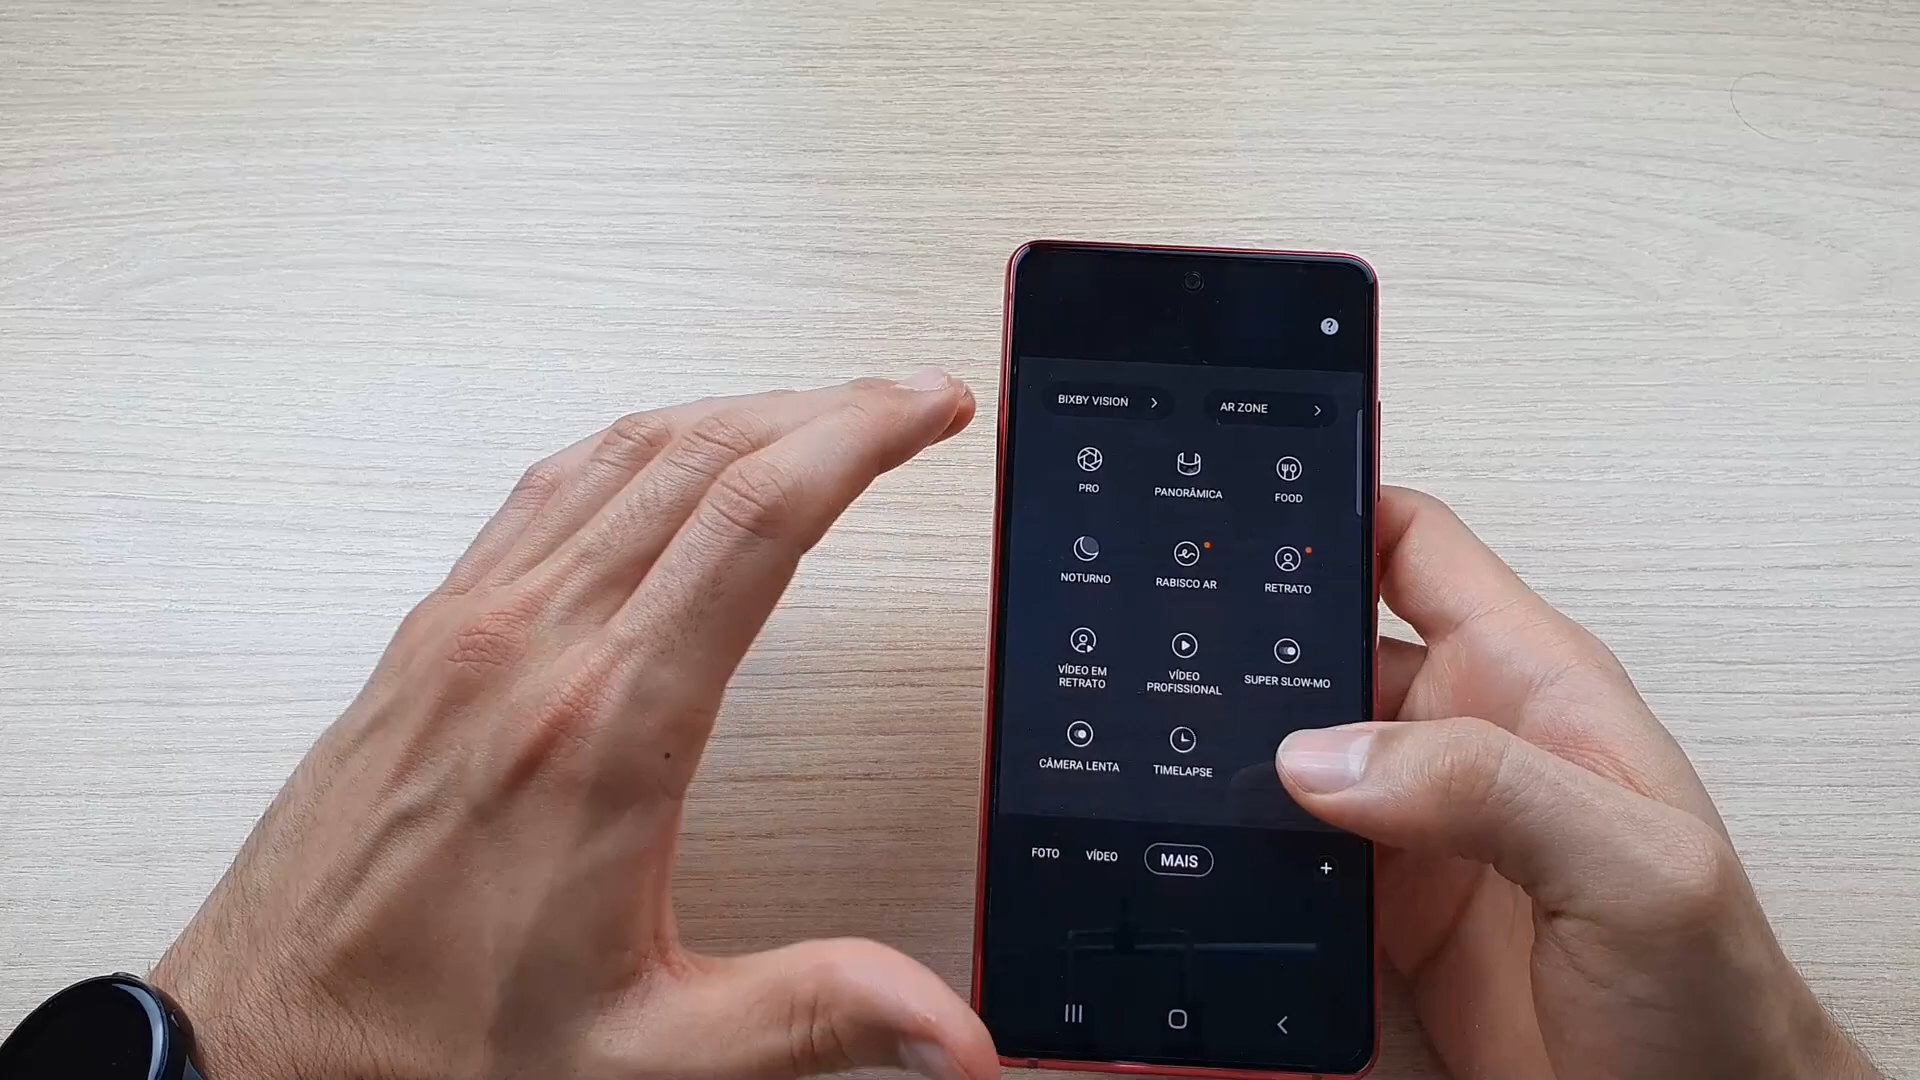 ?
BIXBY VISION >
AR ZONE >
PRO
PANORÂMICA
FOOD
NOTURNO
RABISCO AR
RETRATO
VÍDEO EM
RETRATO
VÍDEO
PROFISSIONAL
SUPER SLOW-MO
CÂMERA LENTA
TIMELAPSE
FOTO VÍDEO MAIS +